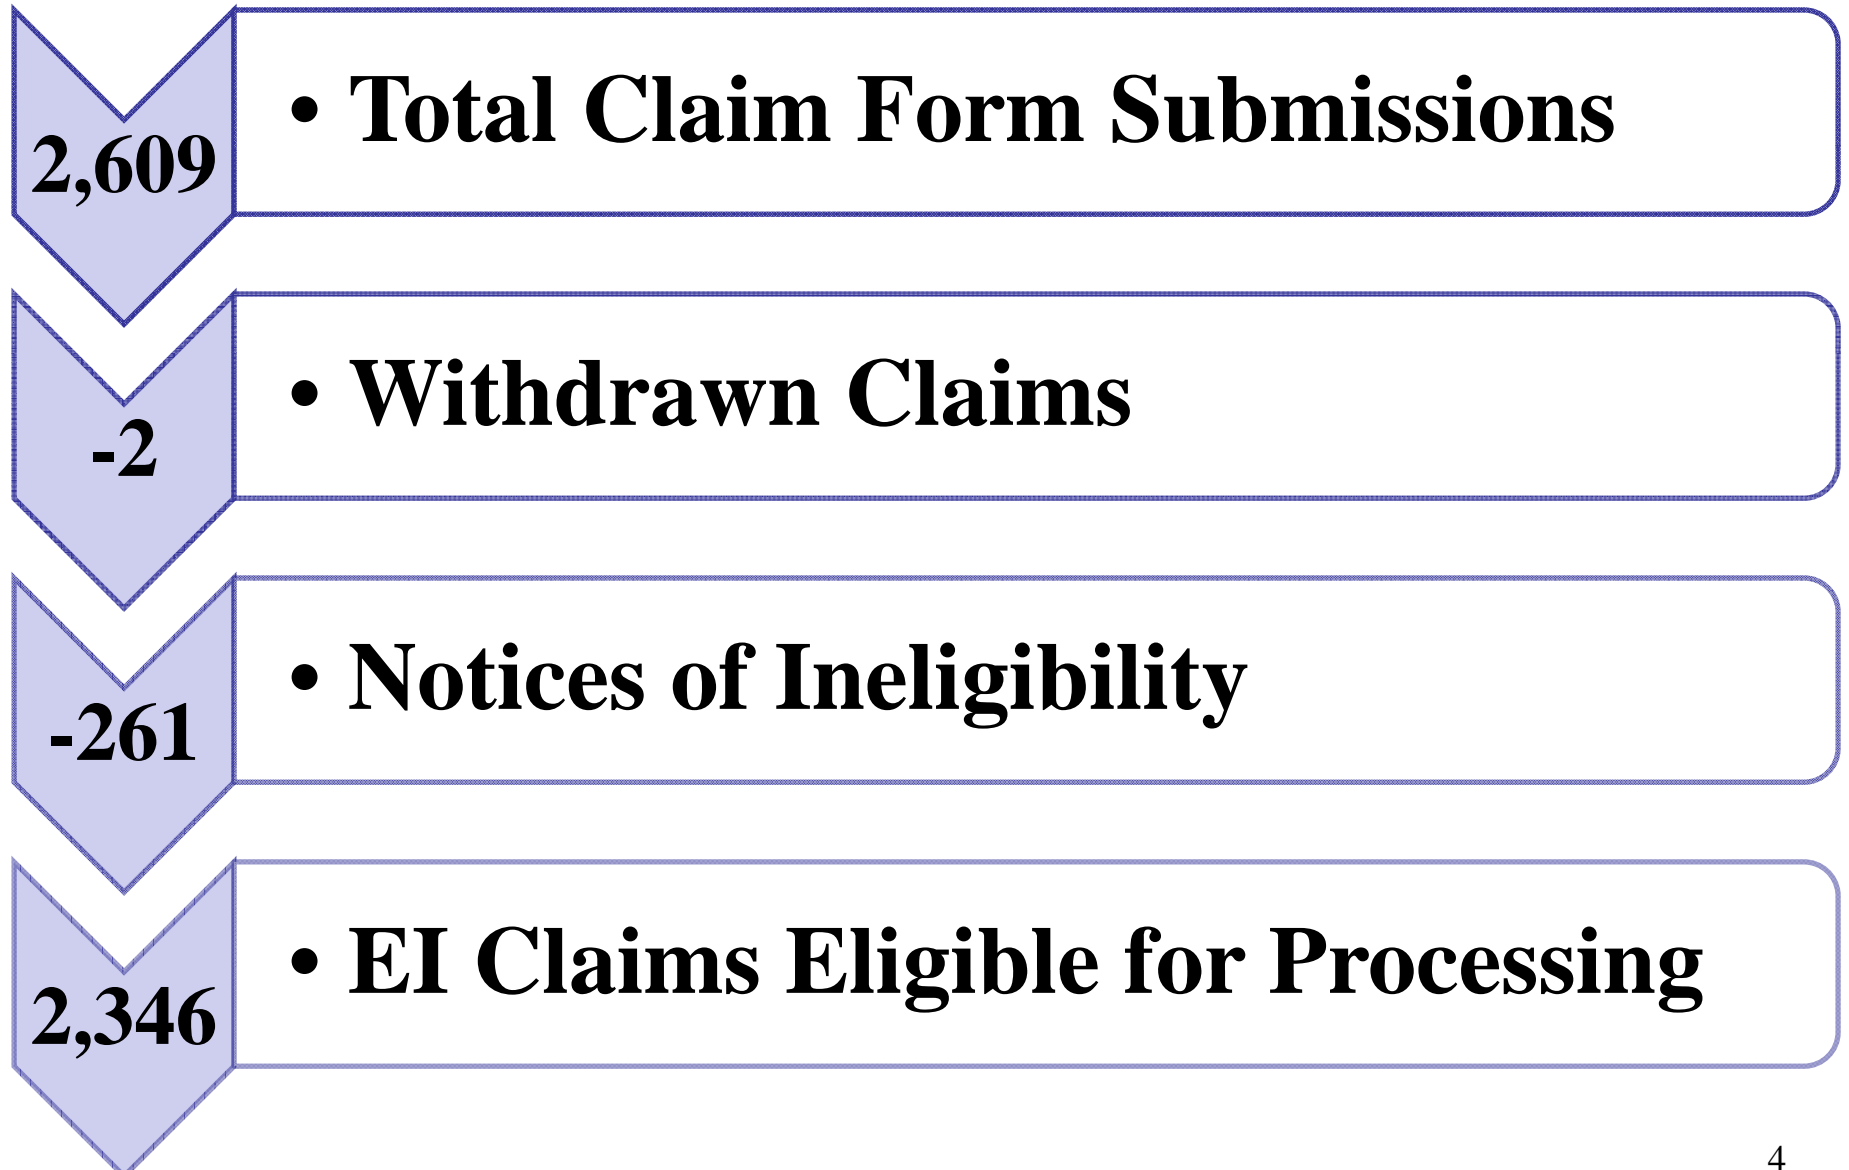 2,609
• Total Claim Form Submissions
-2
• Withdrawn Claims
-261
• Notices of Ineligibility
2,346
• EI Claims Eligible for Processing
4